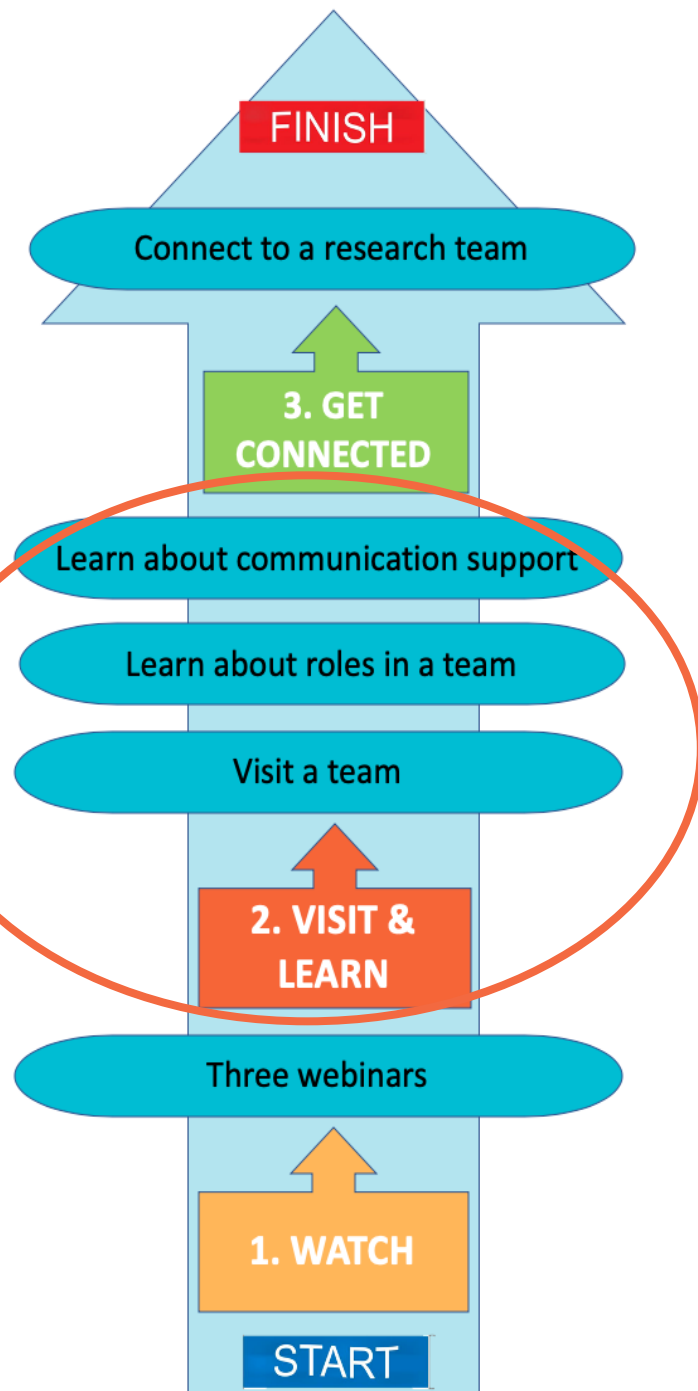 FINISH
Connect to a research team
3. GET
CONNECTED
Learn about communication support
Learn about roles in a team
Visit a team
2. VISIT &
LEARN
Three webinars
1. WATCH
START